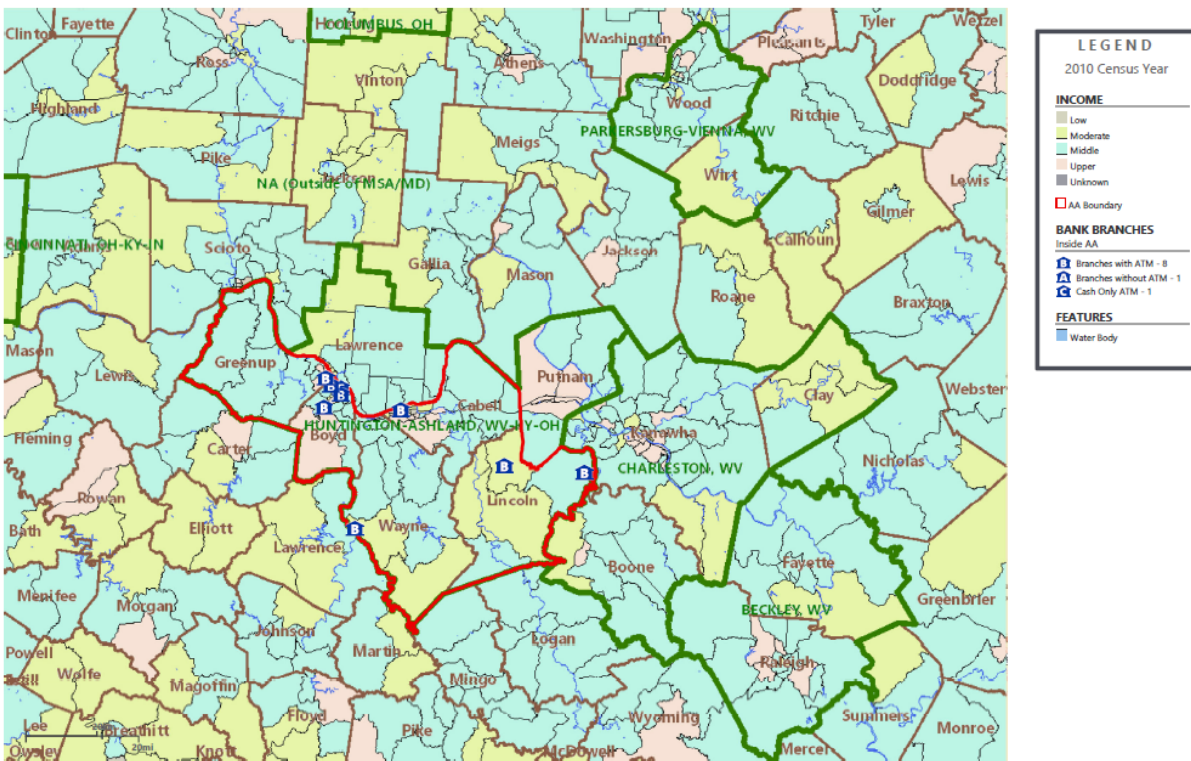 Clinton
Fayette
COLUMBUS, OH
Washington
Pleasants
Tyler
Wetzel
Ross
Athens
Vinton
Doddridge
Highland
Wood
Ritchie
PARKERSBURG-VIENNA, WV
Pike
Meigs
Jackson
NA (Outside of MSA/MD)
Wirt
Lewis
Gilmer
Scioto
Gallia
Mason
Jackson
Calhoun
Roane
Braxton
Mason
Lewis
Greenup
Lawrence
Putnam
Clay
Webster
Cabell
HUNTINGTON-ASHLAND, WV-KY-OH
Boyd
Kanawha
Fleming
Carter
CHARLESTON, WV
Nicholas
Rowan
Lincoln
Bath
Elliott
Wayne
Lawrence
Boone
Fayette
Menifee
Morgan
BECKLEY, WV
Greenbrier
Johnson
Martin
Logan
Powell
Wolfe
Magoffin
Mingo
Raleigh
Floyd
Pike
Wyoming
Summers
Monroe
Lee
Breathitt
20mi
Owsley
Knott
McDowell
Mercer
LEGEND
2010 Census Year
INCOME
Low
Moderate
Middle
Upper
Unknown
AA Boundary
BANK BRANCHES
Inside AA
B Branches with ATM - 8
A Branches without ATM - 1
C Cash Only ATM - 1
FEATURES
Water Body